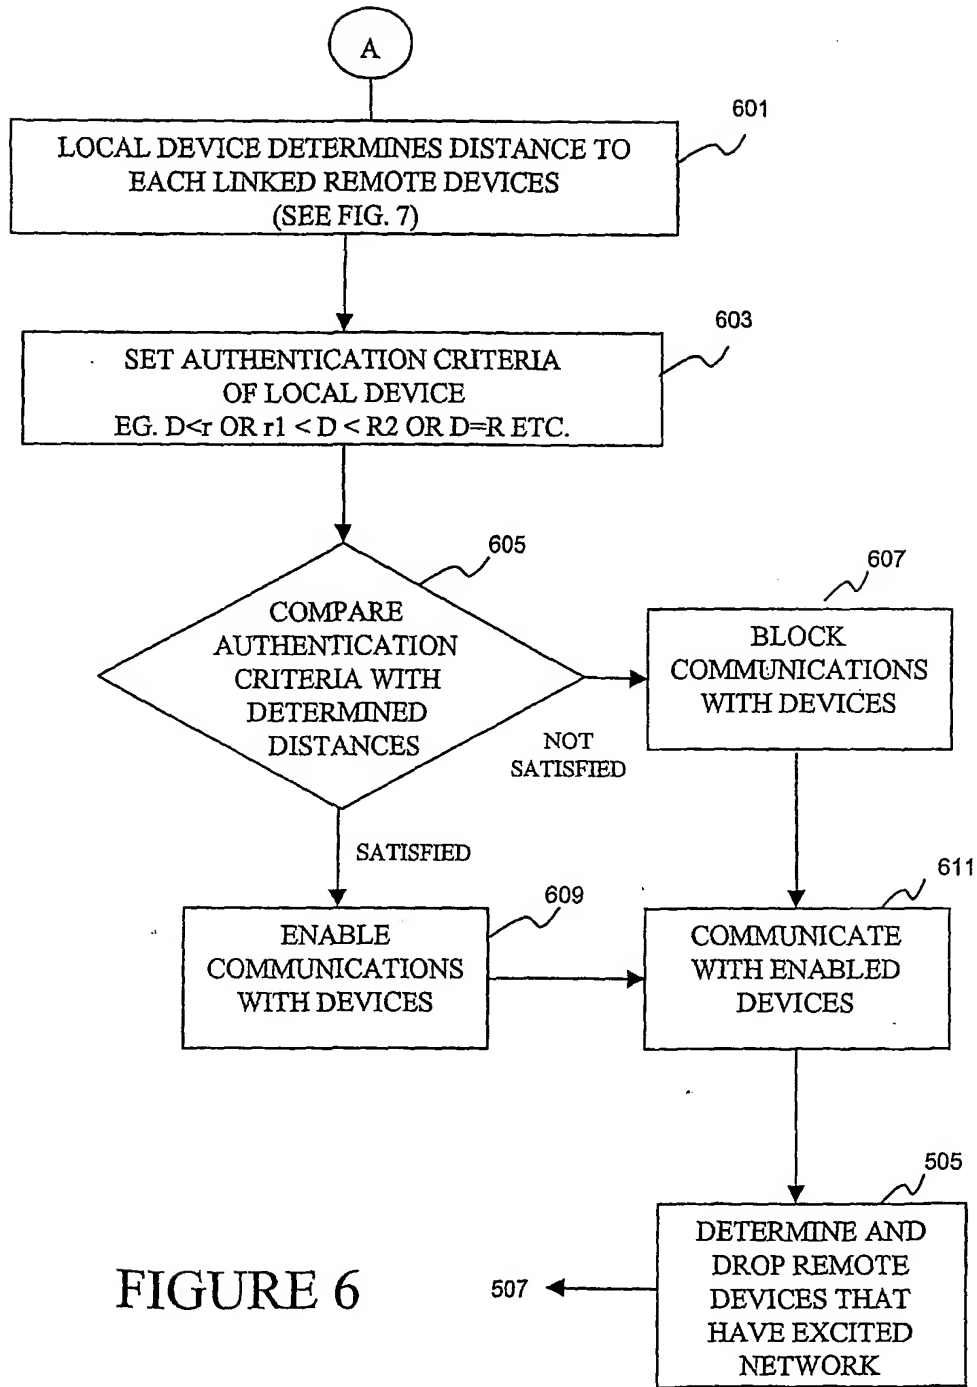 A
601
LOCAL DEVICE DETERMINES DISTANCE TO
EACH LINKED REMOTE DEVICES
(SEE FIG. 7)
603
SET AUTHENTICATION CRITERIA
OF LOCAL DEVICE
EG. D<r OR r1 < D < R2 OR D=R ETC.
605
COMPARE
AUTHENTICATION
CRITERIA WITH
DETERMINED
DISTANCES
607
BLOCK
COMMUNICATIONS
WITH DEVICES
NOT
SATISFIED
SATISFIED
609
ENABLE
COMMUNICATIONS
WITH DEVICES
611
COMMUNICATE
WITH ENABLED
DEVICES
505
DETERMINE AND
DROP REMOTE
DEVICES THAT
HAVE EXCITED
NETWORK
507
FIGURE 6